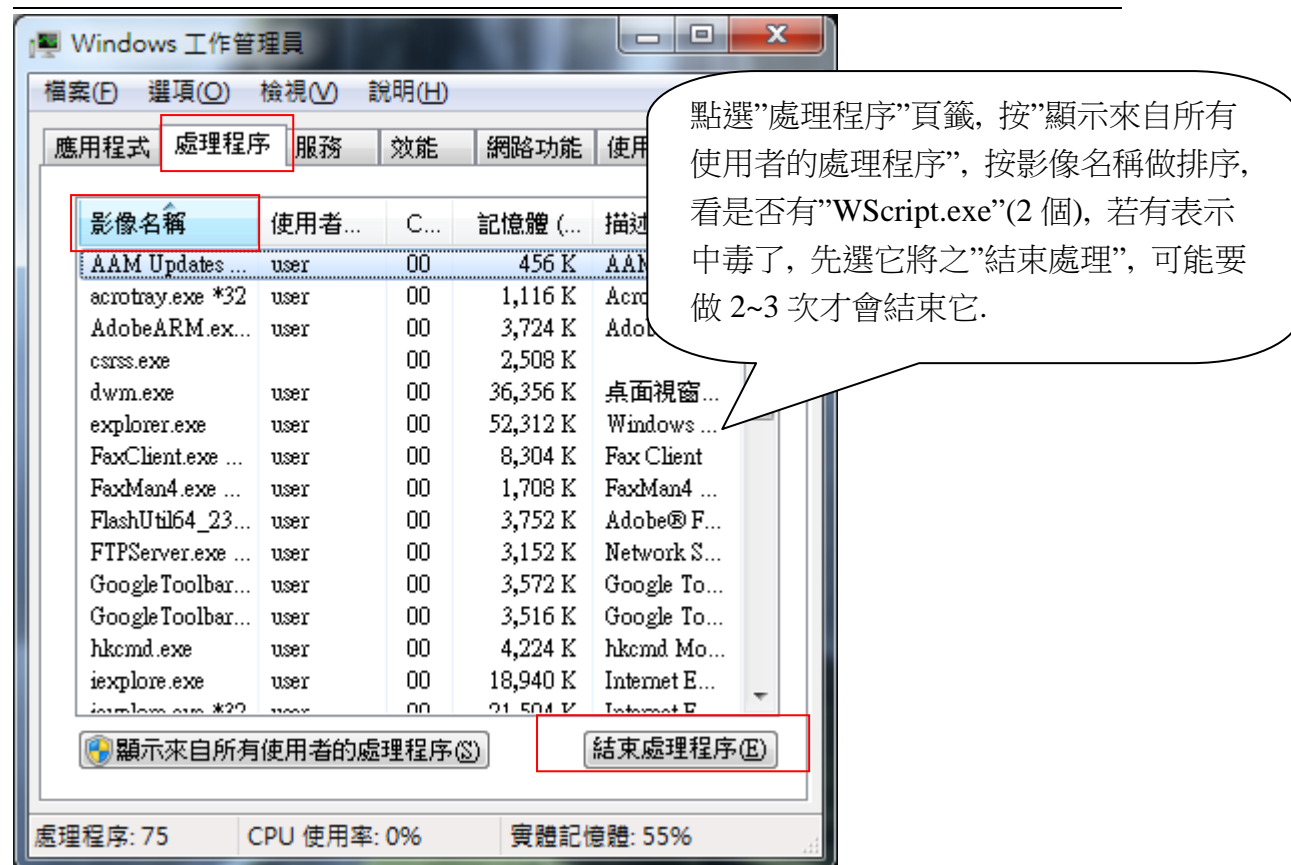 Windows 工作管理員
檔案(F) 選項(O) 檢視(V) 說明(H)
應用程式 處理程序 服務 效能 網路功能 使用
影像名稱 使用者... C... 記憶體 (... 描述
AAM Updates ... user 00 456 K
acrotray.exe *32 user 00 1,116 K Acro
AdobeARM.ex... user 00 3,724 K Adob
csrss.exe 00 2,508 K
dwm.exe user 00 36,356 K 桌面視窗...
explorer.exe user 00 52,312 K Windows ...
FaxClient.exe ... user 00 8,304 K Fax Client
FaxMan4.exe ... user 00 1,708 K FaxMan4 ...
FlashUtil64_23... user 00 3,752 K Adobe® F...
FTPServer.exe ... user 00 3,152 K Network S...
GoogleToolbar... user 00 3,572 K Google To...
GoogleToolbar... user 00 3,516 K Google To...
hkcmd.exe user 00 4,224 K hkcmd Mo...
iexplore.exe user 00 18,940 K Internet E...
iexplore.exe *32 user 00 21,504 K Internet E
顯示來自所有使用者的處理程序(S) 結束處理程序(E)
處理程序: 75 CPU 使用率: 0% 實體記憶體: 55%
點選”處理程序”頁籤, 按”顯示來自所有
使用者的處理程序”, 按影像名稱做排序,
看是否有”WScript.exe”(2 個), 若有表示
中毒了, 先選它將之”結束處理”, 可能要
做 2~3 次才會結束它.